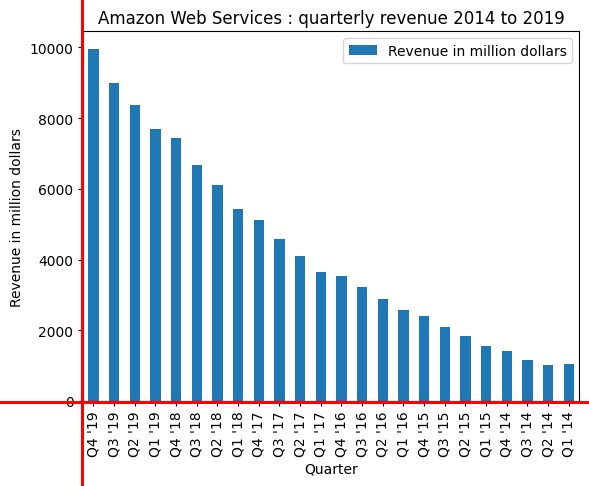 Amazon Web Services : quarterly revenue 2014 to 2019
Revenue in million dollars
Revenue in million dollars
10000
8000
6000
4000
2000
0
Q4 '19
Q3 '19
Q2 '19
Q1 '19
Q4 '18
Q3 '18
Q2 '18
Q1 '18
Q4 '17
Q3 '17
Q2 '17
Q1 '17
Q4 '16
Q3 '16
Q2 '16
Q1 '16
Q4 '15
Q3 '15
Q2 '15
Q1 '15
Q4 '14
Q3 '14
Q2 '14
Q1 '14
Quarter